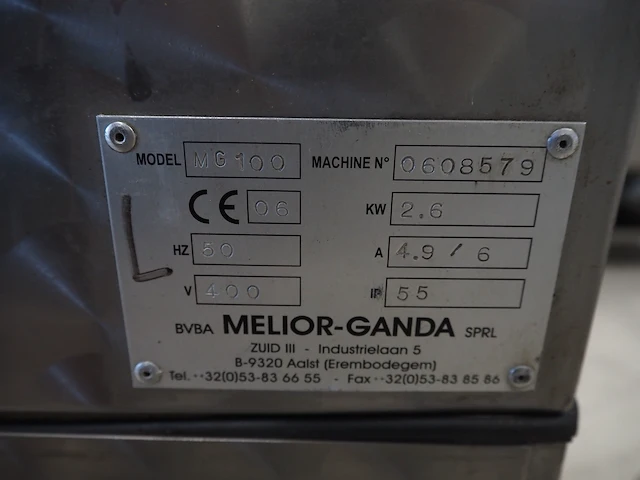 MODEL MG 100 MACHINE N° 0608579
CE 06 KW 2.6
HZ 50 A 4.9 / 6
V 400 IP 55
BVBA MELIOR-GANDA SPRL
ZUID III - Industrielaan 5
B-9320 Aalst (Erembodegem)
Tel. ++32(0)53-83 66 55 - Fax ++32(0)53-83 85 86